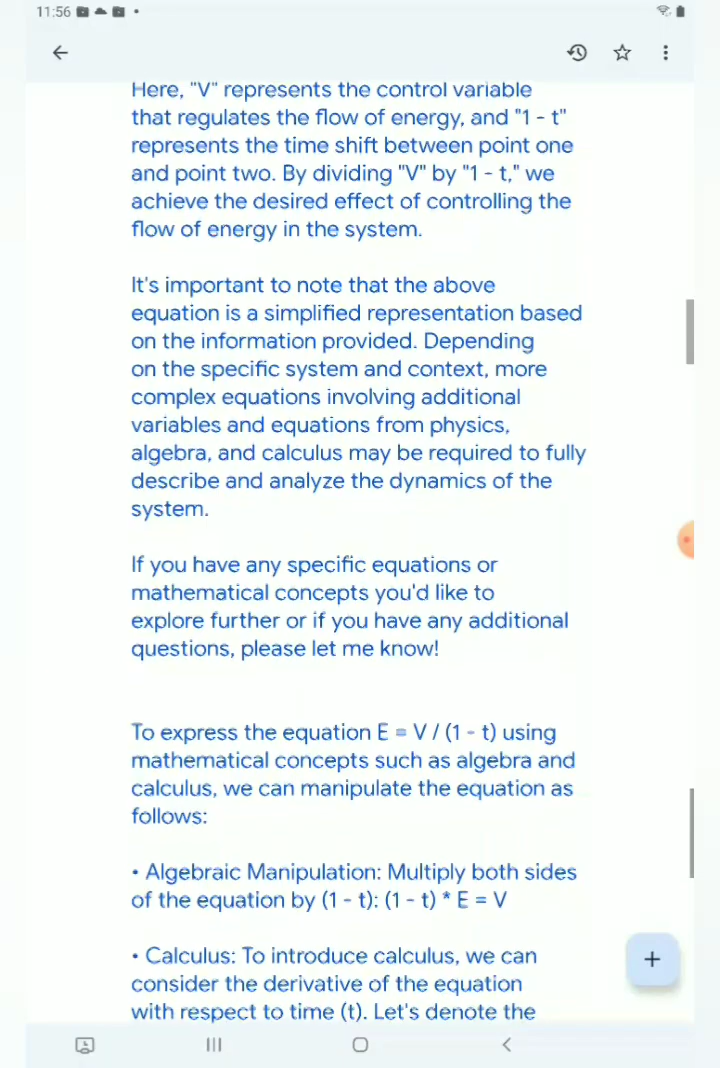 11:56
Here, "V" represents the control variable
that regulates the flow of energy, and "1 - t"
represents the time shift between point one
and point two. By dividing "V" by "1 - t," we
achieve the desired effect of controlling the
flow of energy in the system.
It's important to note that the above
equation is a simplified representation based
on the information provided. Depending
on the specific system and context, more
complex equations involving additional
variables and equations from physics,
algebra, and calculus may be required to fully
describe and analyze the dynamics of the
system.
If you have any specific equations or
mathematical concepts you'd like to
explore further or if you have any additional
questions, please let me know!
To express the equation E = V / (1 - t) using
mathematical concepts such as algebra and
calculus, we can manipulate the equation as
follows:
• Algebraic Manipulation: Multiply both sides
of the equation by (1 - t): (1 - t) * E = V
• Calculus: To introduce calculus, we can
consider the derivative of the equation
with respect to time (t). Let's denote the